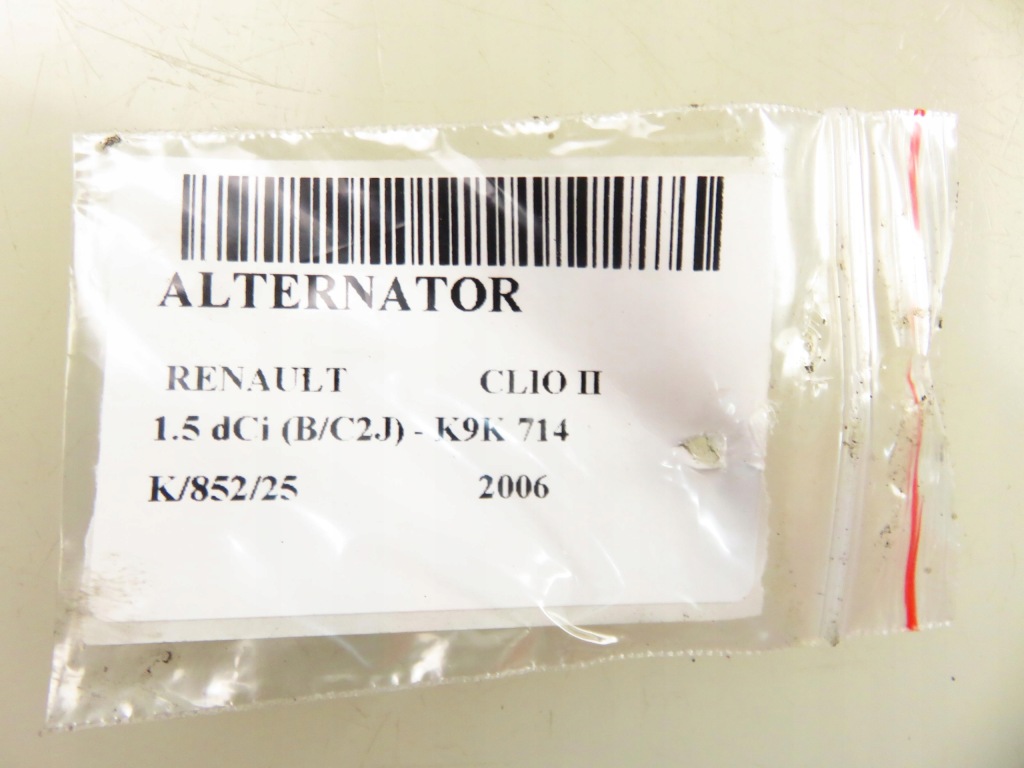 ALTERNATOR
RENAULT CLIO II
1.5 dCi (B/C2J) - K9K 714
K/852/25 2006